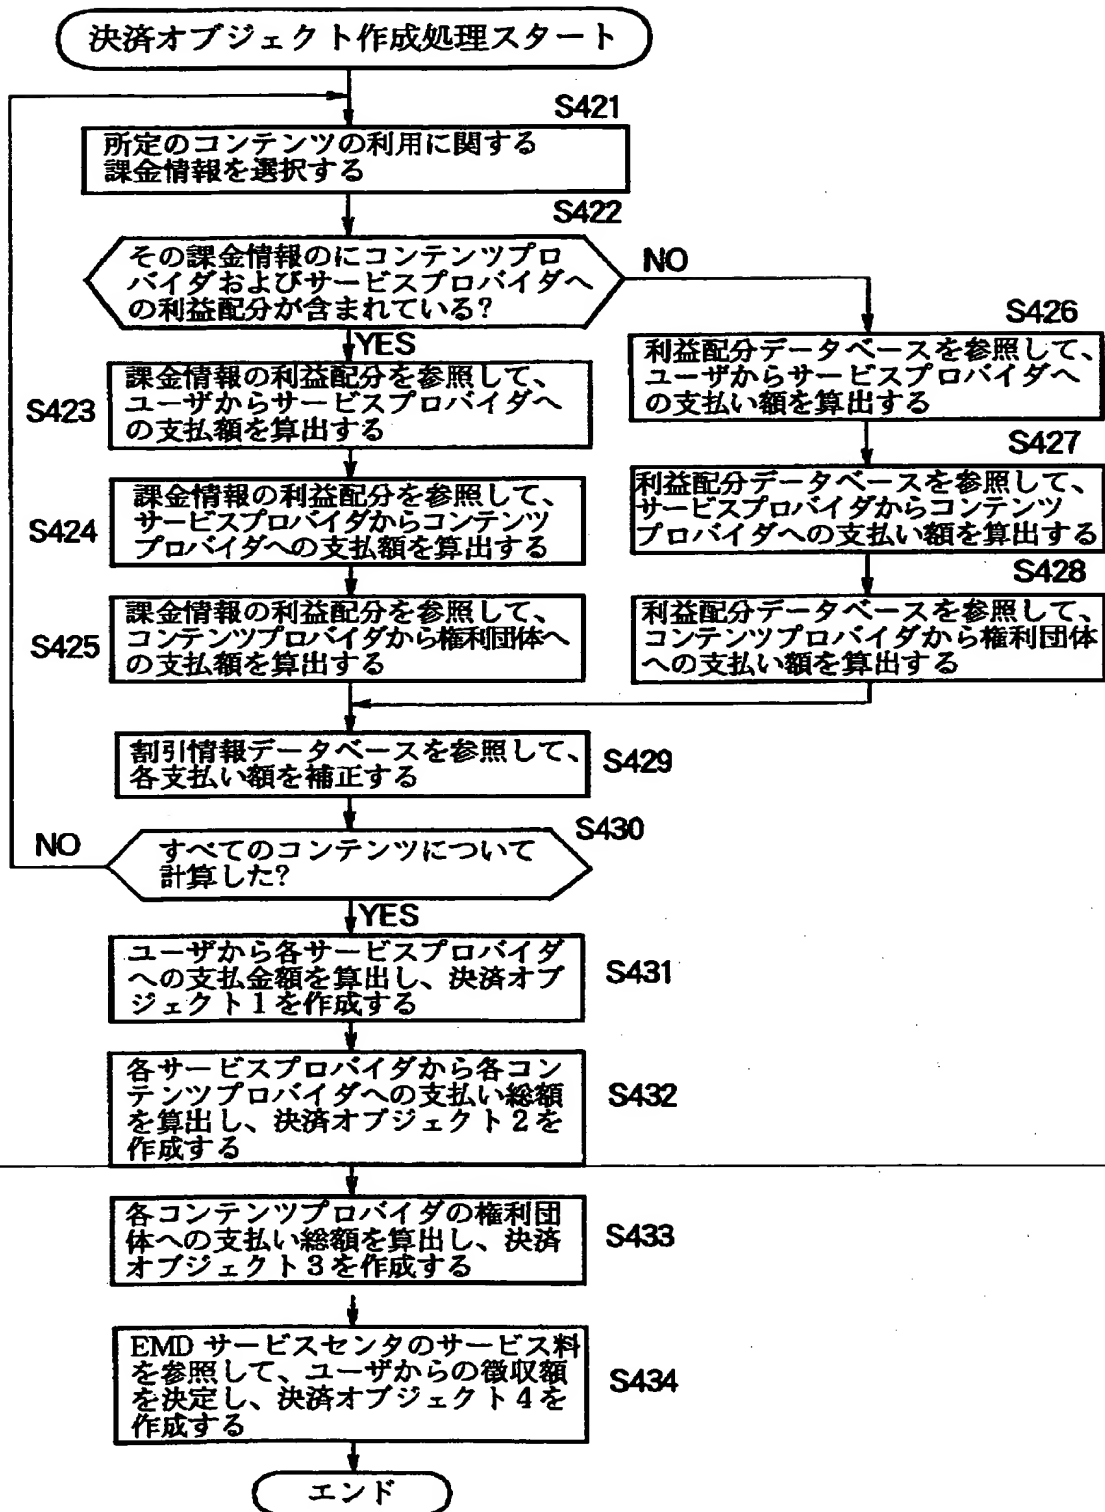 決済オブジェクト作成処理スタート
S421
所定のコンテンツの利用に関する
課金情報を選択する
S422
その課金情報のにコンテンツプロ
バイダおよびサービスプロバイダへ
の利益配分が含まれている?
NO
YES
S423
課金情報の利益配分を参照して、
ユーザからサービスプロバイダへ
の支払額を算出する
S424
課金情報の利益配分を参照して、
サービスプロバイダからコンテンツ
プロバイダへの支払額を算出する
S425
課金情報の利益配分を参照して、
コンテンツプロバイダから権利団体へ
の支払額を算出する
S426
利益配分データベースを参照して、
ユーザからサービスプロバイダへ
の支払い額を算出する
S427
利益配分データベースを参照して、
サービスプロバイダからコンテンツ
プロバイダへの支払い額を算出する
S428
利益配分データベースを参照して、
コンテンツプロバイダから権利団体
への支払い額を算出する
割引情報データベースを参照して、
各支払い額を補正する
S429
S430
NO
すべてのコンテンツについて
計算した?
YES
ユーザから各サービスプロバイダ
への支払金額を算出し、決済オブ
ジェクト1を作成する
S431
各サービスプロバイダから各コン
テンツプロバイダへの支払い総額
を算出し、決済オブジェクト2を
作成する
S432
各コンテンツプロバイダの権利団
体への支払い総額を算出し、決済
オブジェクト3を作成する
S433
EMD サービスセンタのサービス料
を参照して、ユーザからの徴収額
を決定し、決済オブジェクト4を
作成する
S434
エンド